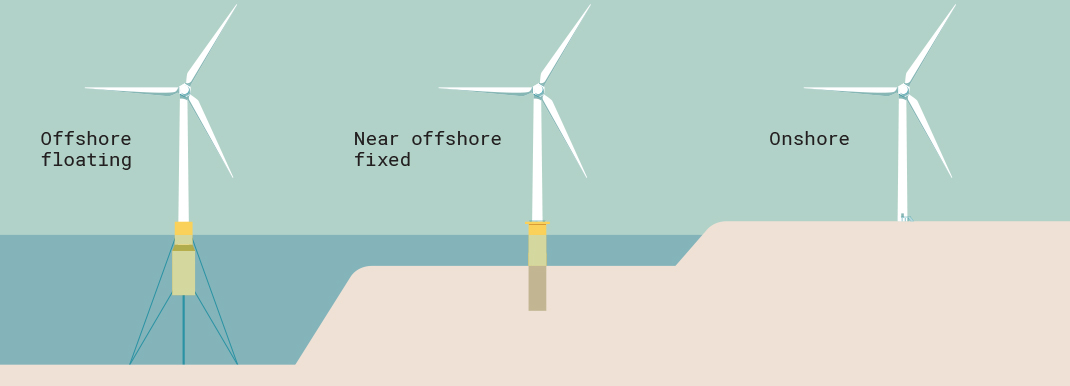 Offshore
floating
Near offshore
fixed
Onshore